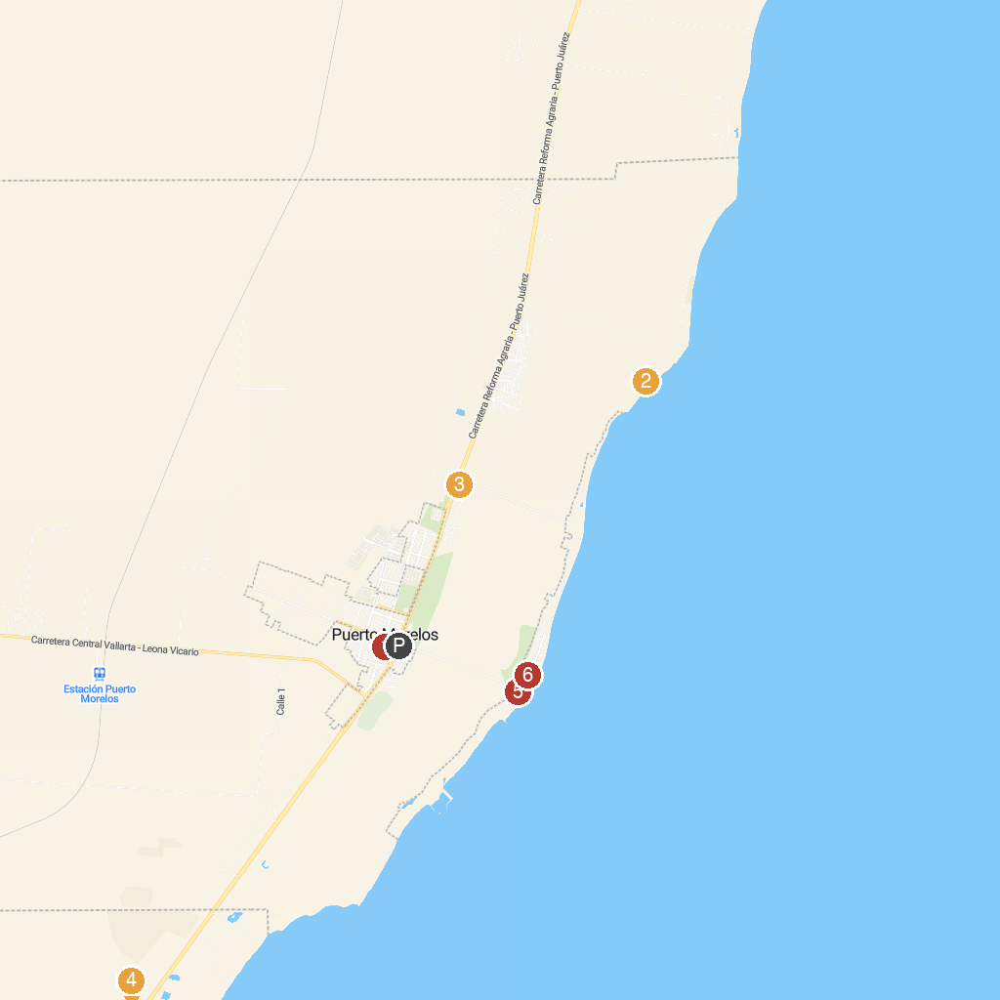 Carretera Reforma Agraria - Puerto Juárez
Carretera Reforma Agraria - Puerto Juárez
2
3
Puerto Morelos
P
Carretera Central Vallarta - Leona Vicario
Estación Puerto
Morelos
Calle 1
6
5
4